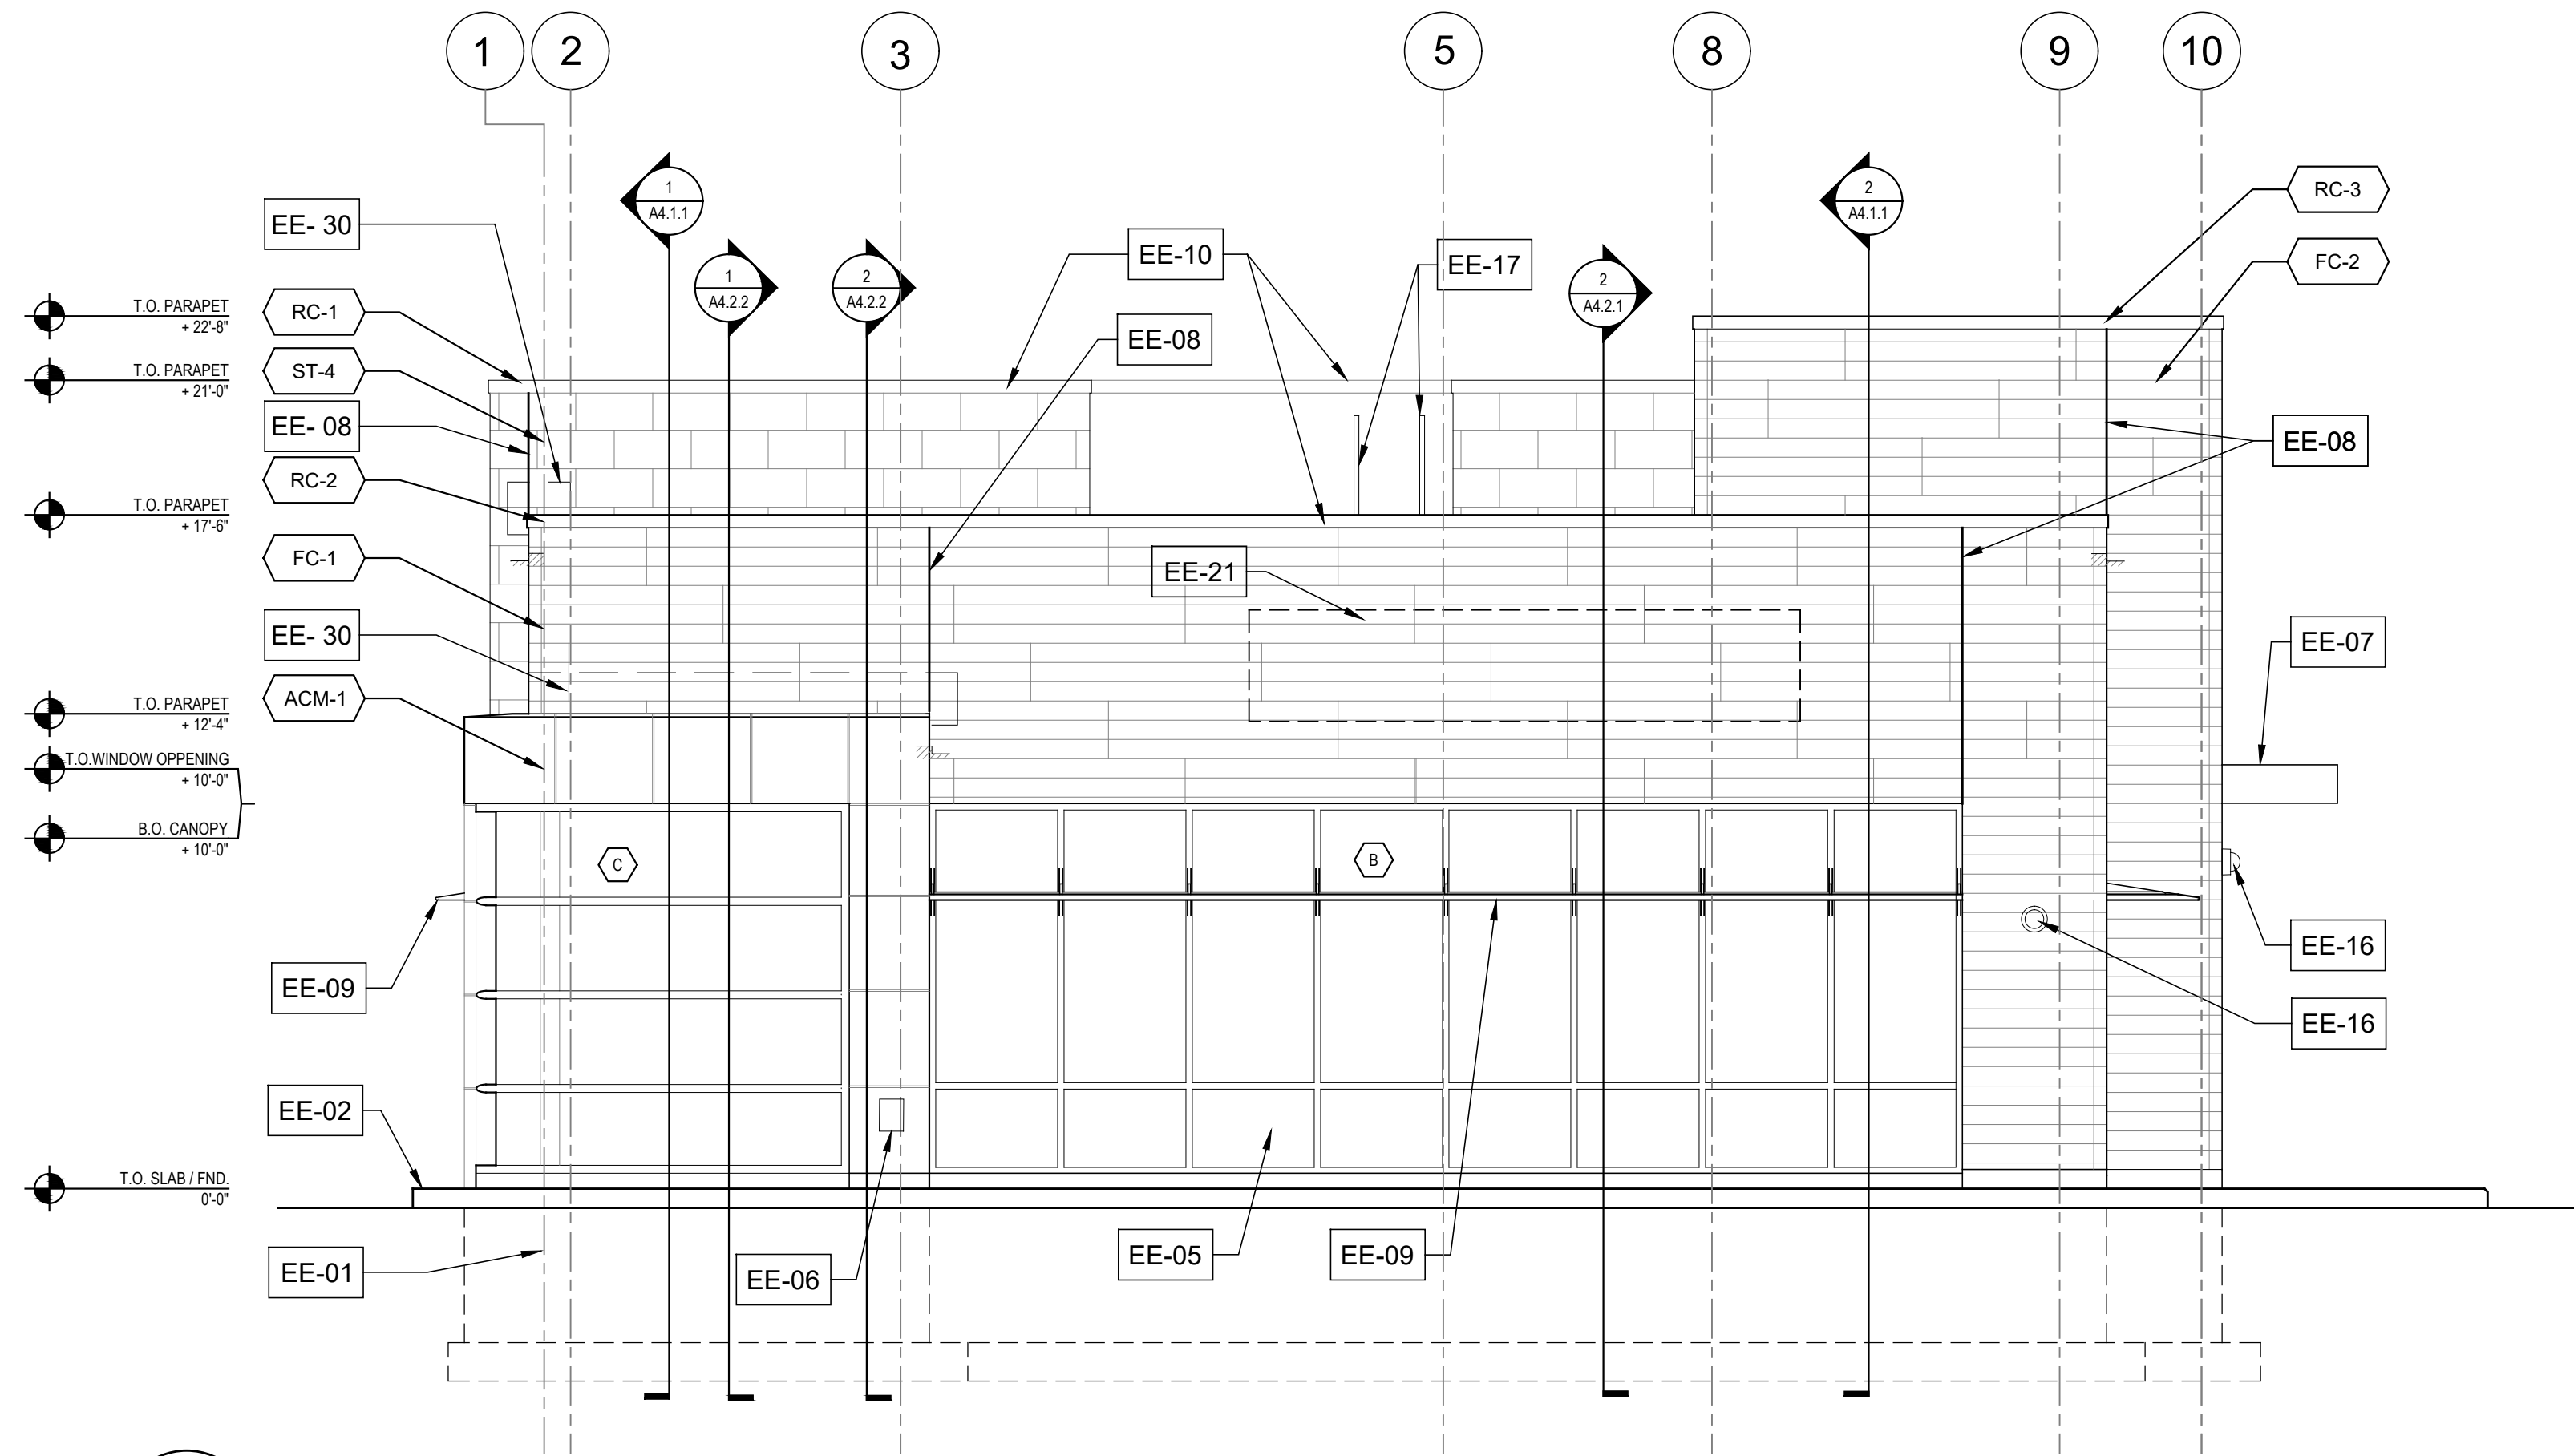 1
2
3
5
8
9
10
1
A4.1.1
2
A4.1.1
RC-3
EE- 30
EE-10
EE-17
FC-2
1
A4.2.2
2
A4.2.2
2
A4.2.1
T.O. PARAPET
+ 22'-8"
RC-1
EE-08
T.O. PARAPET
+ 21'-0"
ST-4
EE- 08
EE-08
RC-2
T.O. PARAPET
+ 17'-6"
FC-1
EE-21
EE- 30
EE-07
ACM-1
T.O. PARAPET
+ 12'-4"
T.O.WINDOW OPPENING
+ 10'-0"
B.O. CANOPY
+ 10'-0"
C
B
EE-16
EE-09
EE-16
EE-02
T.O. SLAB / FND.
0'-0"
EE-01
EE-06
EE-05
EE-09